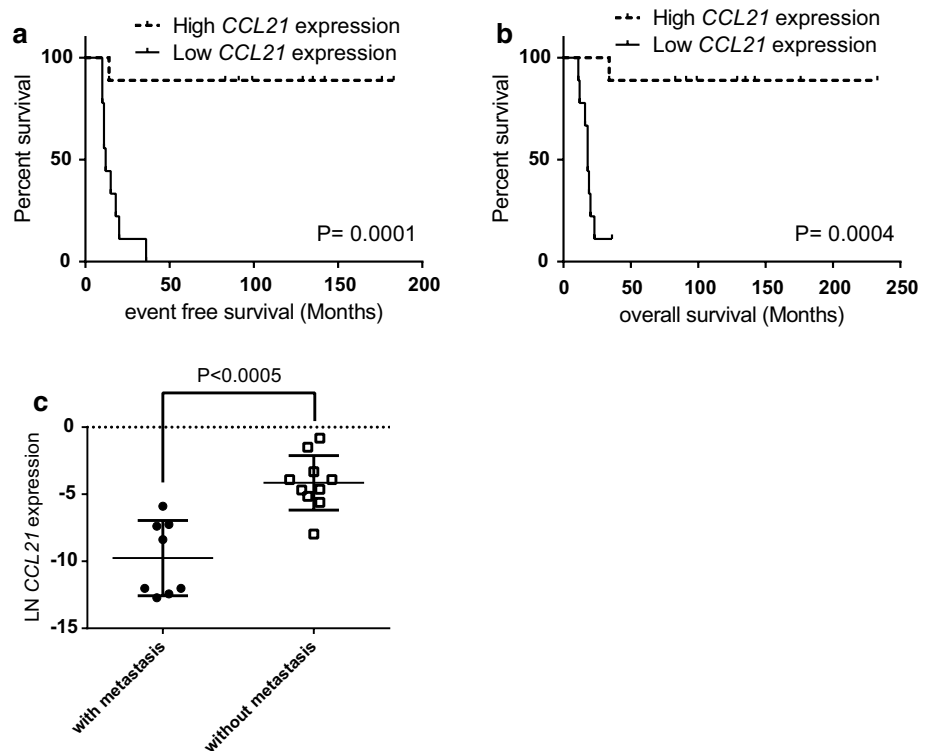 a
High CCL21 expression
Low CCL21 expression
100
50
0
Percent survival
P= 0.0001
0 50 100 150 200
event free survival (Months)
b
High CCL21 expression
Low CCL21 expression
100
50
0
Percent survival
P= 0.0004
0 50 100 150 200 250
overall survival (Months)
c
P<0.0005
0
-5
-10
-15
LN CCL21 expression
with metastasis
without metastasis